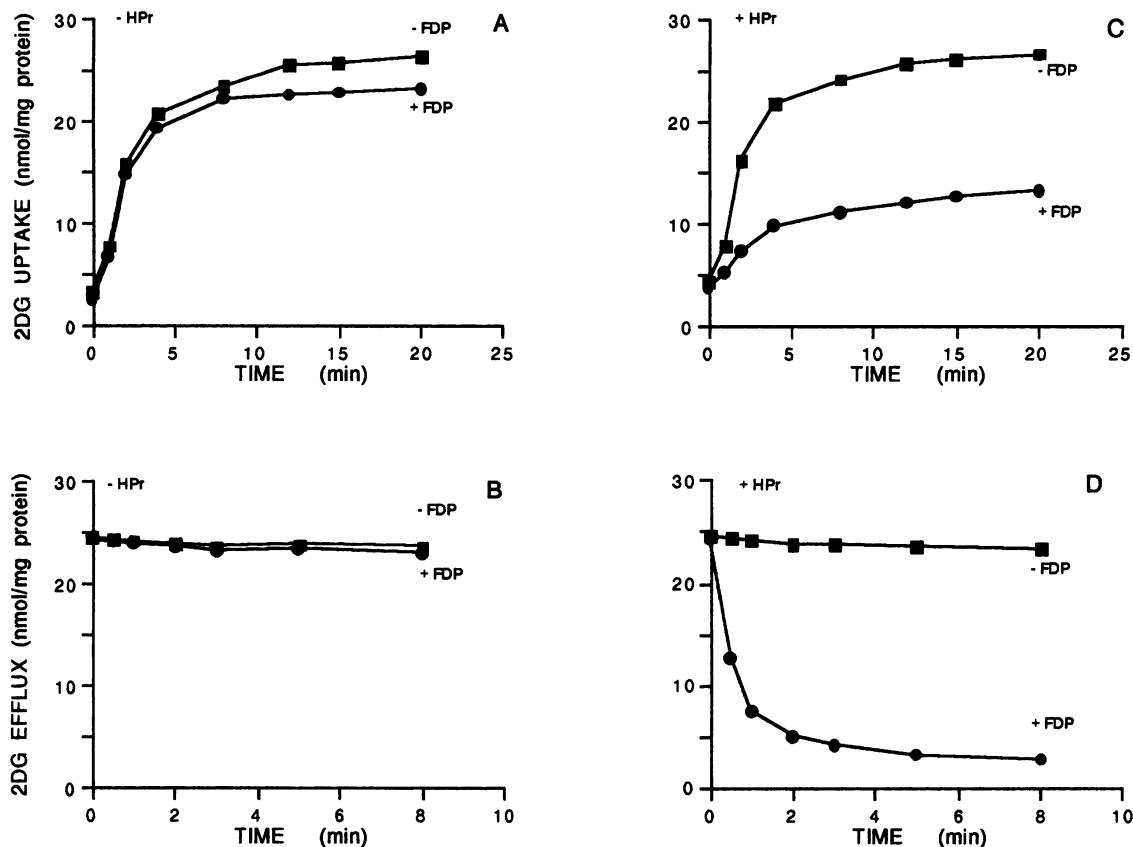 - HPr
A
- FDP
+ FDP
2DG UPTAKE (nmol/mg protein)
30
20
10
0
0 5 10 15 20 25
TIME (min)
+ HPr
C
- FDP
+ FDP
30
20
10
0
0 5 10 15 20 25
TIME (min)
- HPr
B
- FDP
+ FDP
2DG EFFLUX (nmol/mg protein)
30
20
10
0
0 2 4 6 8 10
TIME (min)
+ HPr
D
- FDP
+ FDP
30
20
10
0
0 2 4 6 8 10
TIME (min)